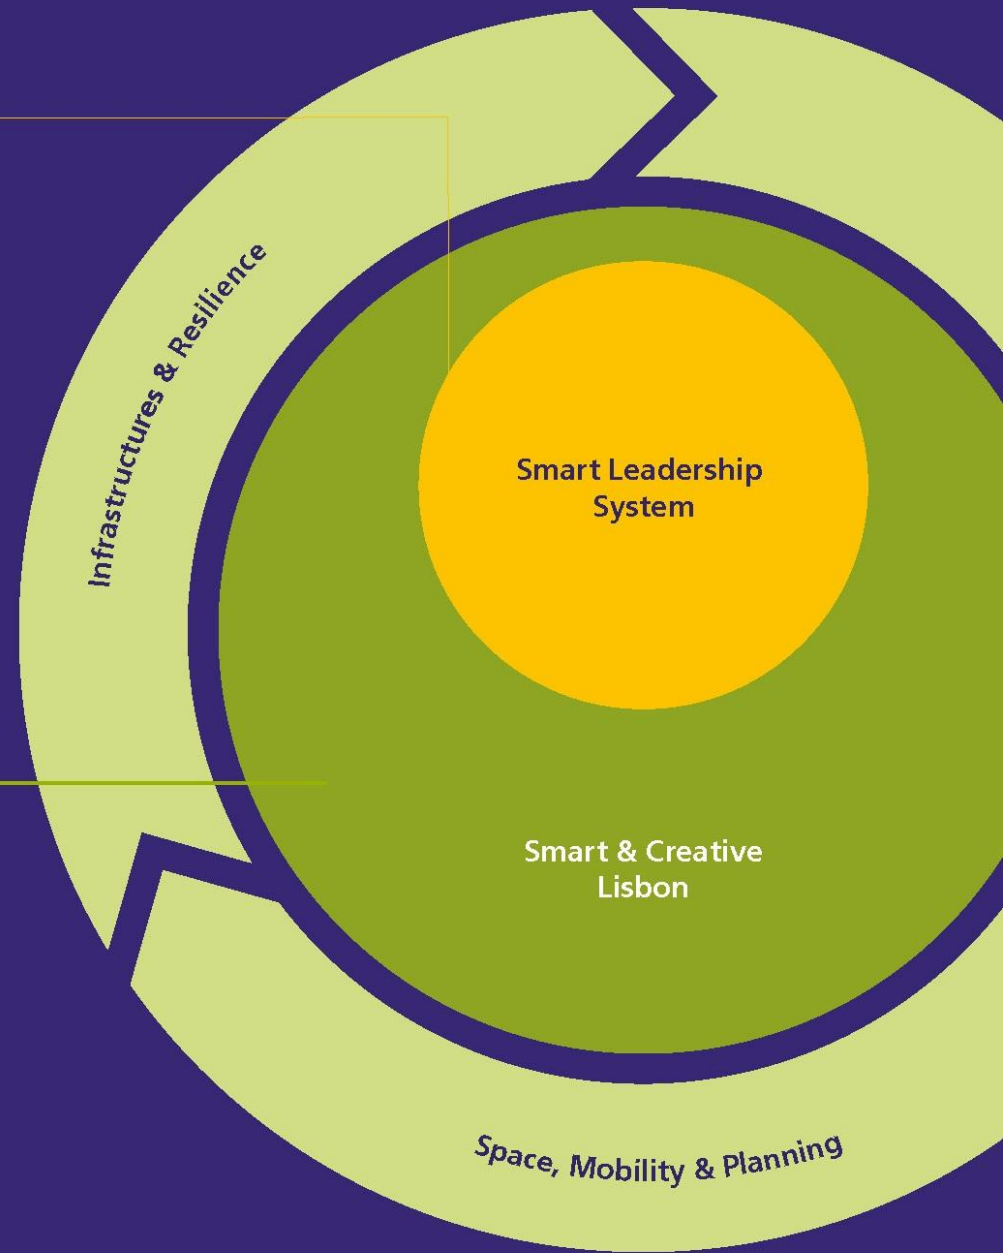 Infrastructures & Resilience
Smart Leadership
System
Smart & Creative
Lisbon
Space, Mobility & Planning